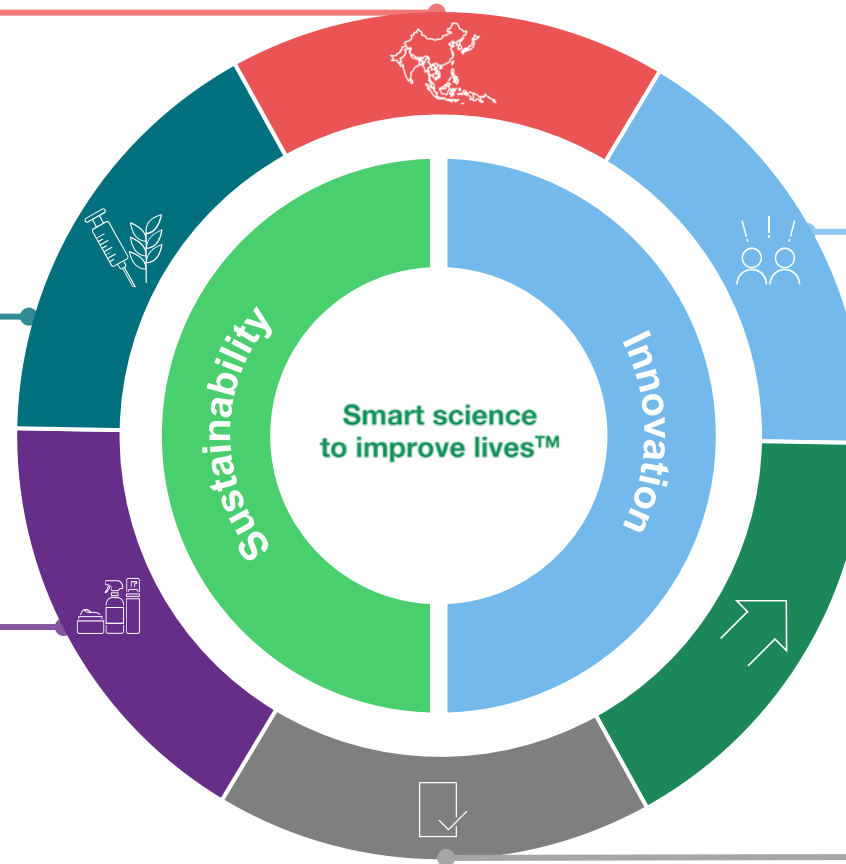 Sustainability
Innovation
Smart science
to improve lives™